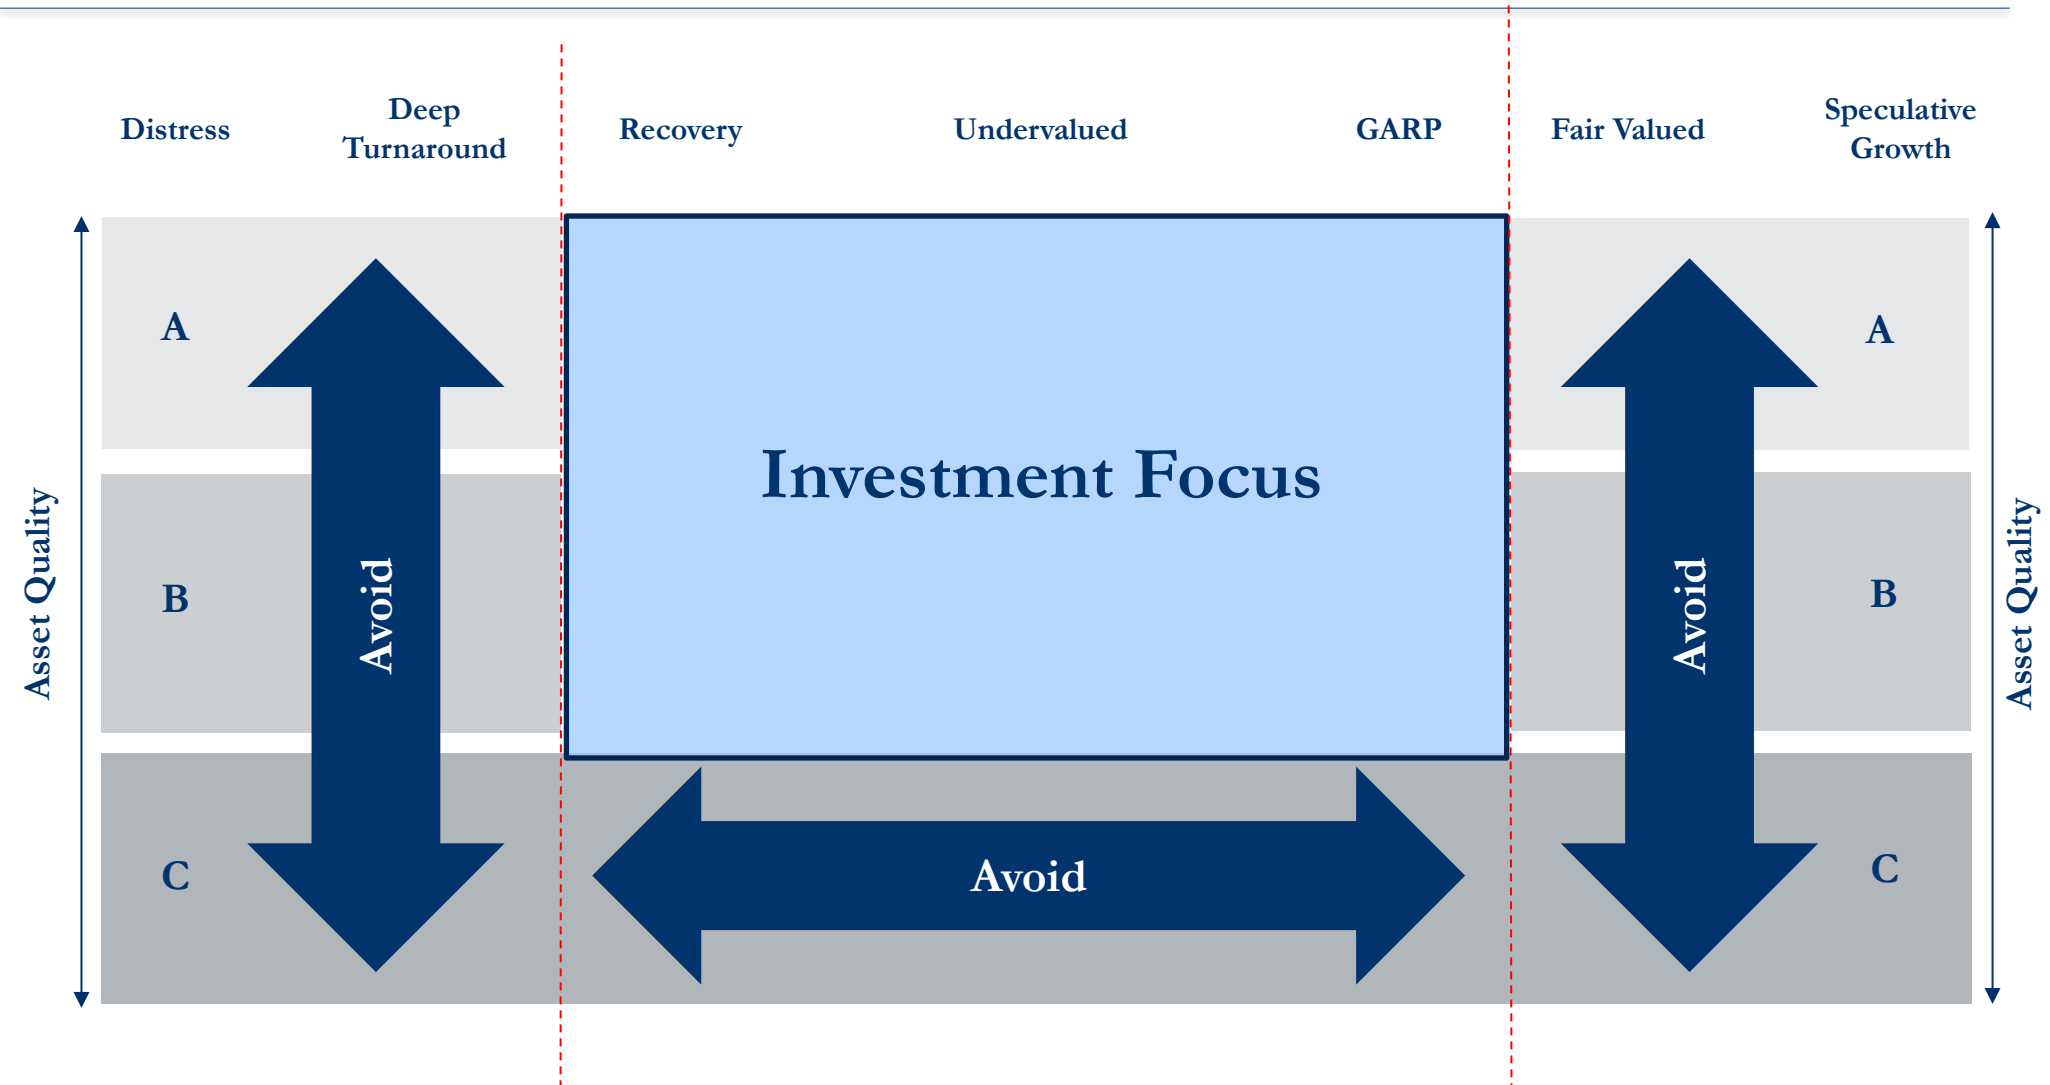 Distress
Deep
Turnaround
Recovery
Undervalued
GARP
Fair Valued
Speculative
Growth
Asset Quality
A
B
C
Avoid
Investment Focus
Avoid
Avoid
A
B
C
Asset Quality